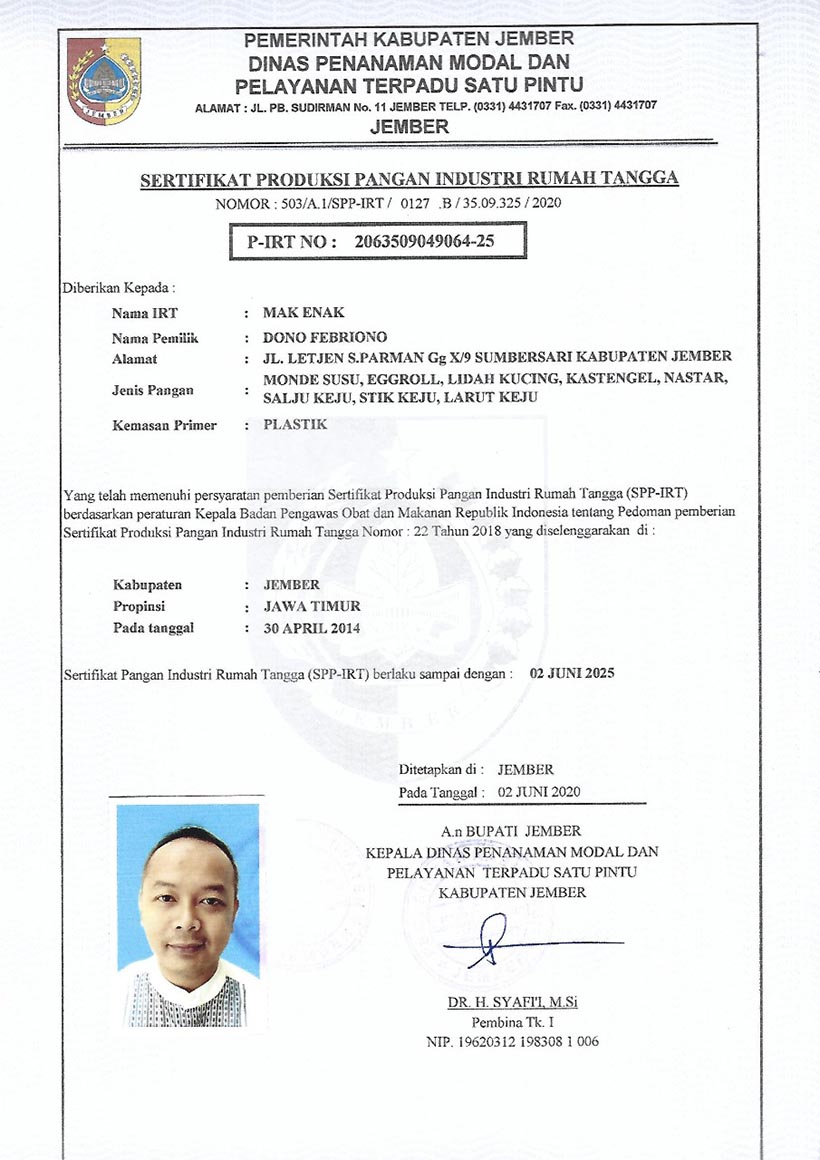 PEMERINTAH KABUPATEN JEMBER
DINAS PENANAMAN MODAL DAN
PELAYANAN TERPADU SATU PINTU
ALAMAT : JL. PB. SUDIRMAN No. 11 JEMBER TELP. (0331) 4431707 Fax. (0331) 4431707
JEMBER
JEMBER
SERTIFIKAT PRODUKSI PANGAN INDUSTRI RUMAH TANGGA
NOMOR : 503/A.1/SPP-IRT / 0127 .B / 35.09.325 / 2020
P-IRT NO : 2063509049064-25
Diberikan Kepada :
Nama IRT : MAK ENAK
Nama Pemilik : DONO FEBRIONO
Alamat : JL. LETJEN S.PARMAN Gg X/9 SUMBERSARI KABUPATEN JEMBER
Jenis Pangan : MONDE SUSU, EGGROLL, LIDAH KUCING, KASTENGEL, NASTAR,
SALJU KEJU, STIK KEJU, LARUT KEJU
Kemasan Primer : PLASTIK
Yang telah memenuhi persyaratan pemberian Sertifikat Produksi Pangan Industri Rumah Tangga (SPP-IRT)
berdasarkan peraturan Kepala Badan Pengawas Obat dan Makanan Republik Indonesia tentang Pedoman pemberian
Sertifikat Produksi Pangan Industri Rumah Tangga Nomor : 22 Tahun 2018 yang diselenggarakan di :
Kabupaten : JEMBER
Propinsi : JAWA TIMUR
Pada tanggal : 30 APRIL 2014
Sertifikat Pangan Industri Rumah Tangga (SPP-IRT) berlaku sampai dengan : 02 JUNI 2025
JEMBER
Ditetapkan di : JEMBER
Pada Tanggal : 02 JUNI 2020
A.n BUPATI JEMBER
KEPALA DINAS PENANAMAN MODAL DAN
PELAYANAN TERPADU SATU PINTU
KABUPATEN JEMBER
DR. H. SYAFI'I, M.Si
Pembina Tk. I
NIP. 19620312 198308 1 006